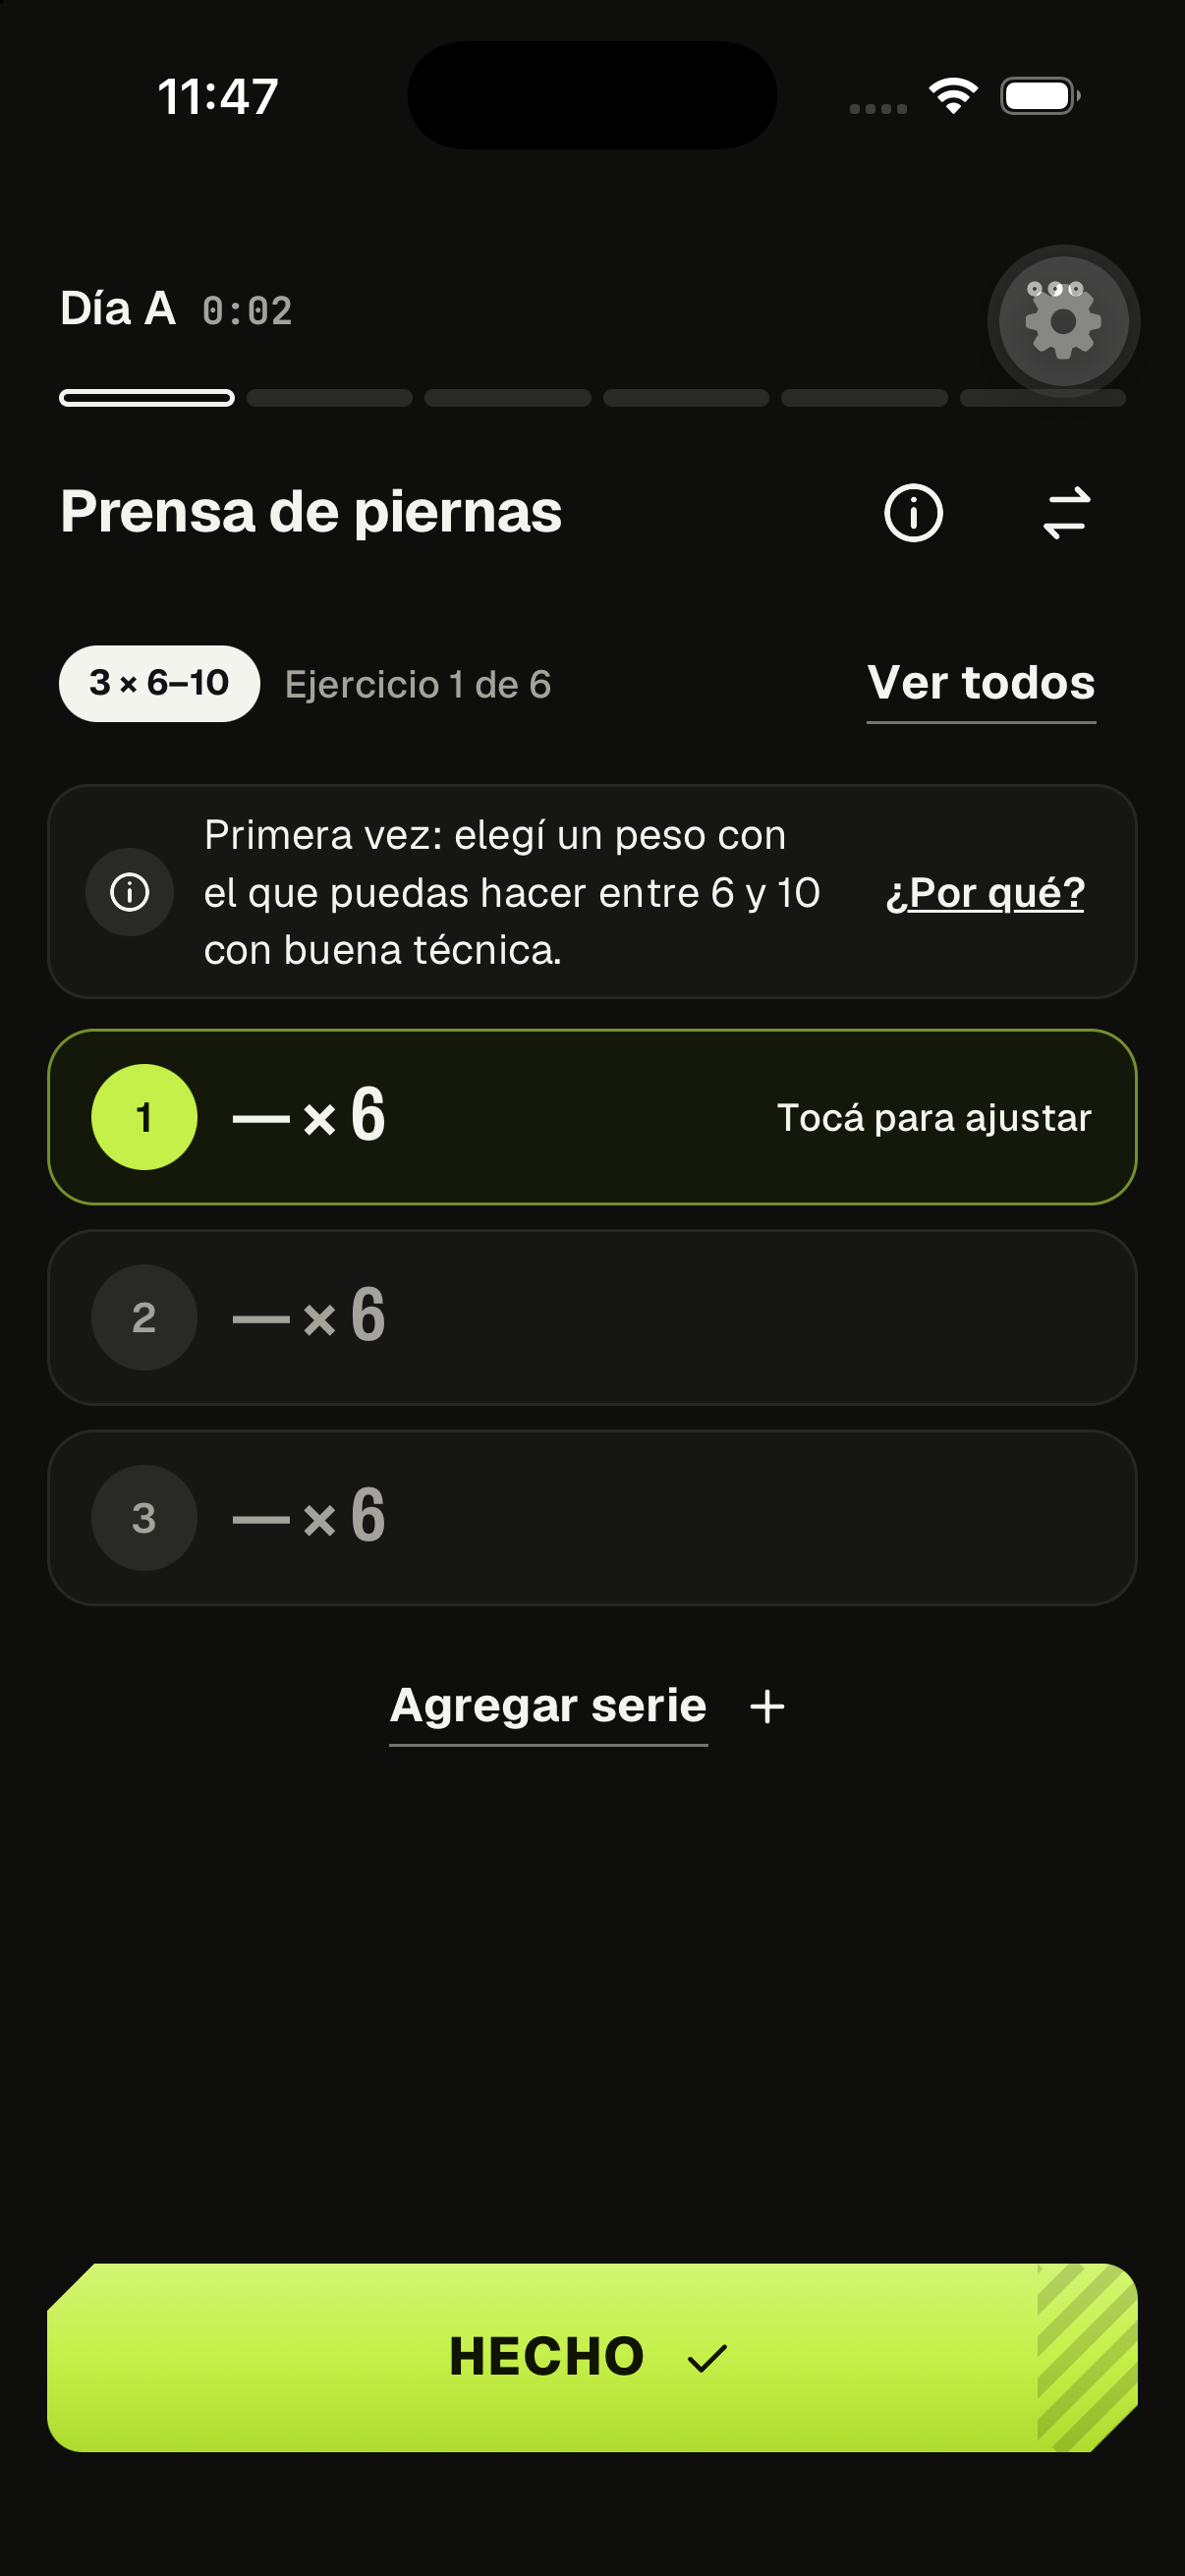 11:47
Día A 0:02
Prensa de piernas
3 × 6–10 Ejercicio 1 de 6 Ver todos
Primera vez: elegí un peso con
el que puedas hacer entre 6 y 10
con buena técnica.
¿Por qué?
1 — × 6 Tocá para ajustar
2 — × 6
3 — × 6
Agregar serie +
HECHO